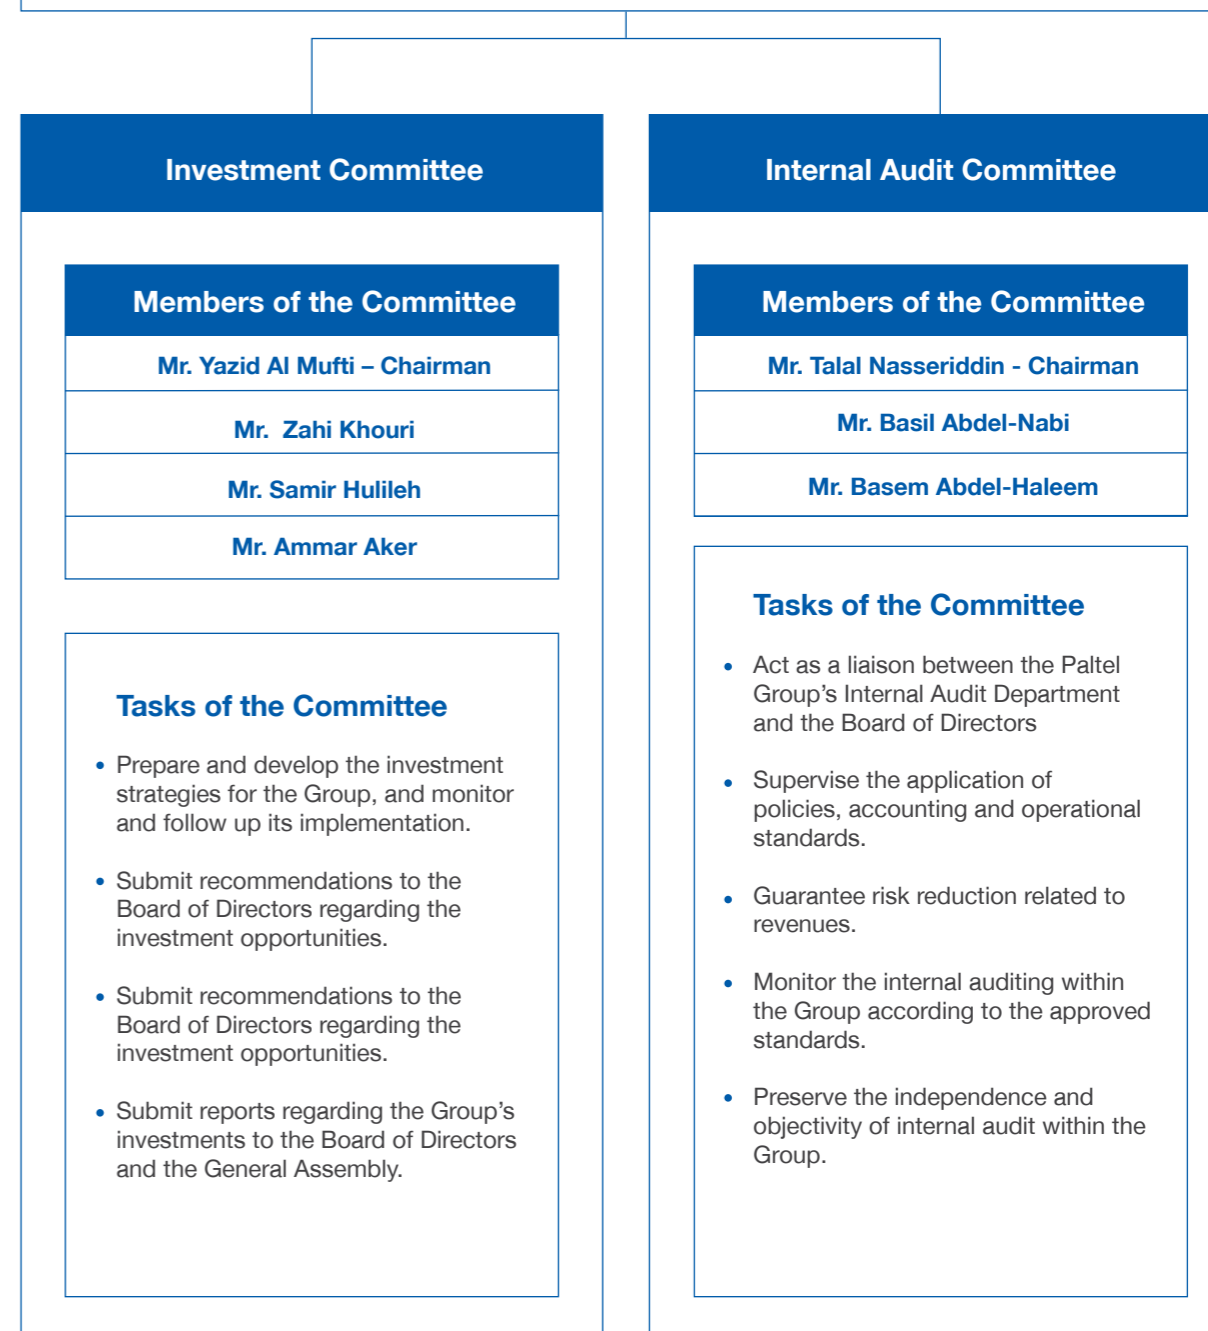 Investment Committee
Members of the Committee
Mr. Yazid Al Mufti – Chairman
Mr.  Zahi Khouri
Mr. Samir Hulileh
Mr. Ammar Aker
Tasks of the Committee
• Prepare and develop the investment
strategies for the Group, and monitor
and follow up its implementation.
• Submit recommendations to the
Board of Directors regarding the
investment opportunities.
• Submit recommendations to the
Board of Directors regarding the
investment opportunities.
• Submit reports regarding the Group’s
investments to the Board of Directors
and the General Assembly.
Internal Audit Committee
Members of the Committee
Mr. Talal Nasseriddin - Chairman
Mr. Basil Abdel-Nabi
Mr. Basem Abdel-Haleem
Tasks of the Committee
• Act as a liaison between the Paltel
Group’s Internal Audit Department
and the Board of Directors
• Supervise the application of
policies, accounting and operational
standards.
• Guarantee risk reduction related to
revenues.
• Monitor the internal auditing within
the Group according to the approved
standards.
• Preserve the independence and
objectivity of internal audit within the
Group.